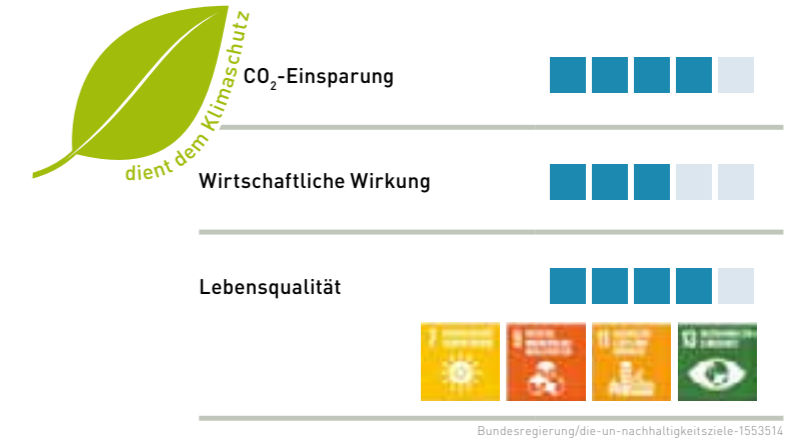 dient dem Klimaschutz
CO₂-Einsparung
Wirtschaftliche Wirkung
Lebensqualität
7
9
11
13
Bundesregierung/die-un-nachhaltigkeitsziele-1553514